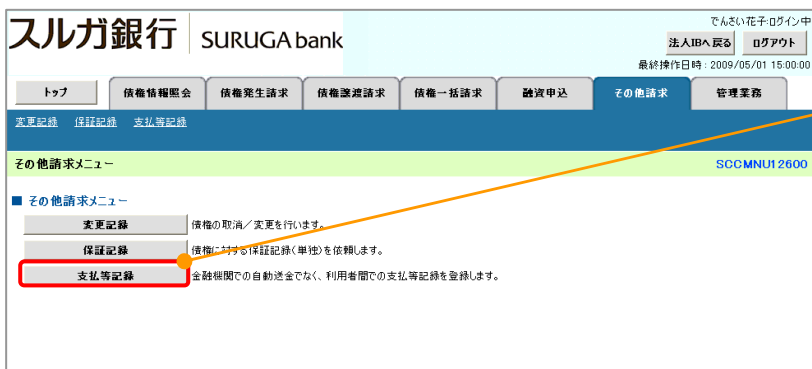 スルガ銀行 SURUGA bank
でんさい花子:ログイン中
法人IBへ戻る ログアウト
最終操作日時：2009/05/01 15:00:00
トップ 債権情報照会 債権発生請求 債権譲渡請求 債権一括請求 融資申込 その他請求 管理業務
変更記録 保証記録 支払等記録
その他請求メニュー SCCMNU12600
■ その他請求メニュー
変更記録 債権の取消／変更を行います。
保証記録 債権に対する保証記録(単独)を依頼します。
支払等記録 金融機関での自動送金でなく、利用者間での支払等記録を登録します。